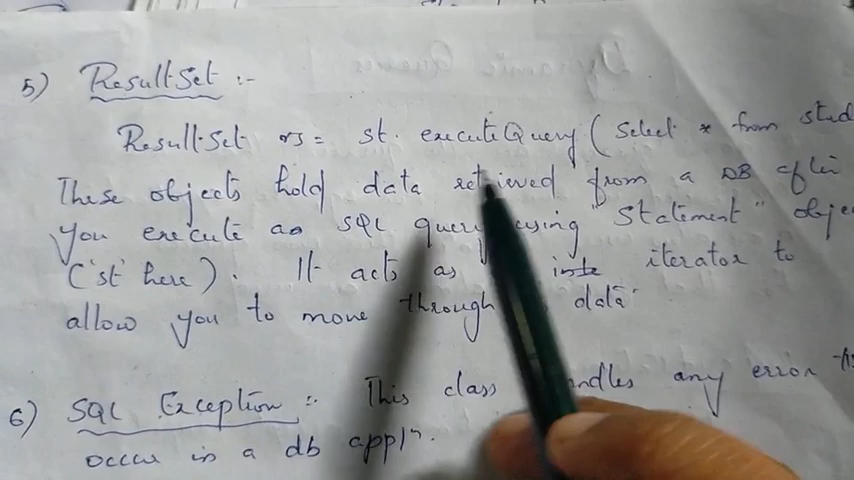 5) ResultSet :-
ResultSet rs = st. executeQuery ( Select * from stud
These objects hold data retrieved from a DB after
you execute an SQL query using "Statement" obje
('st' here). It acts as iterator to
allow you to move through data
6) SQL Exception :- This class handles any error
occur in a db appln.